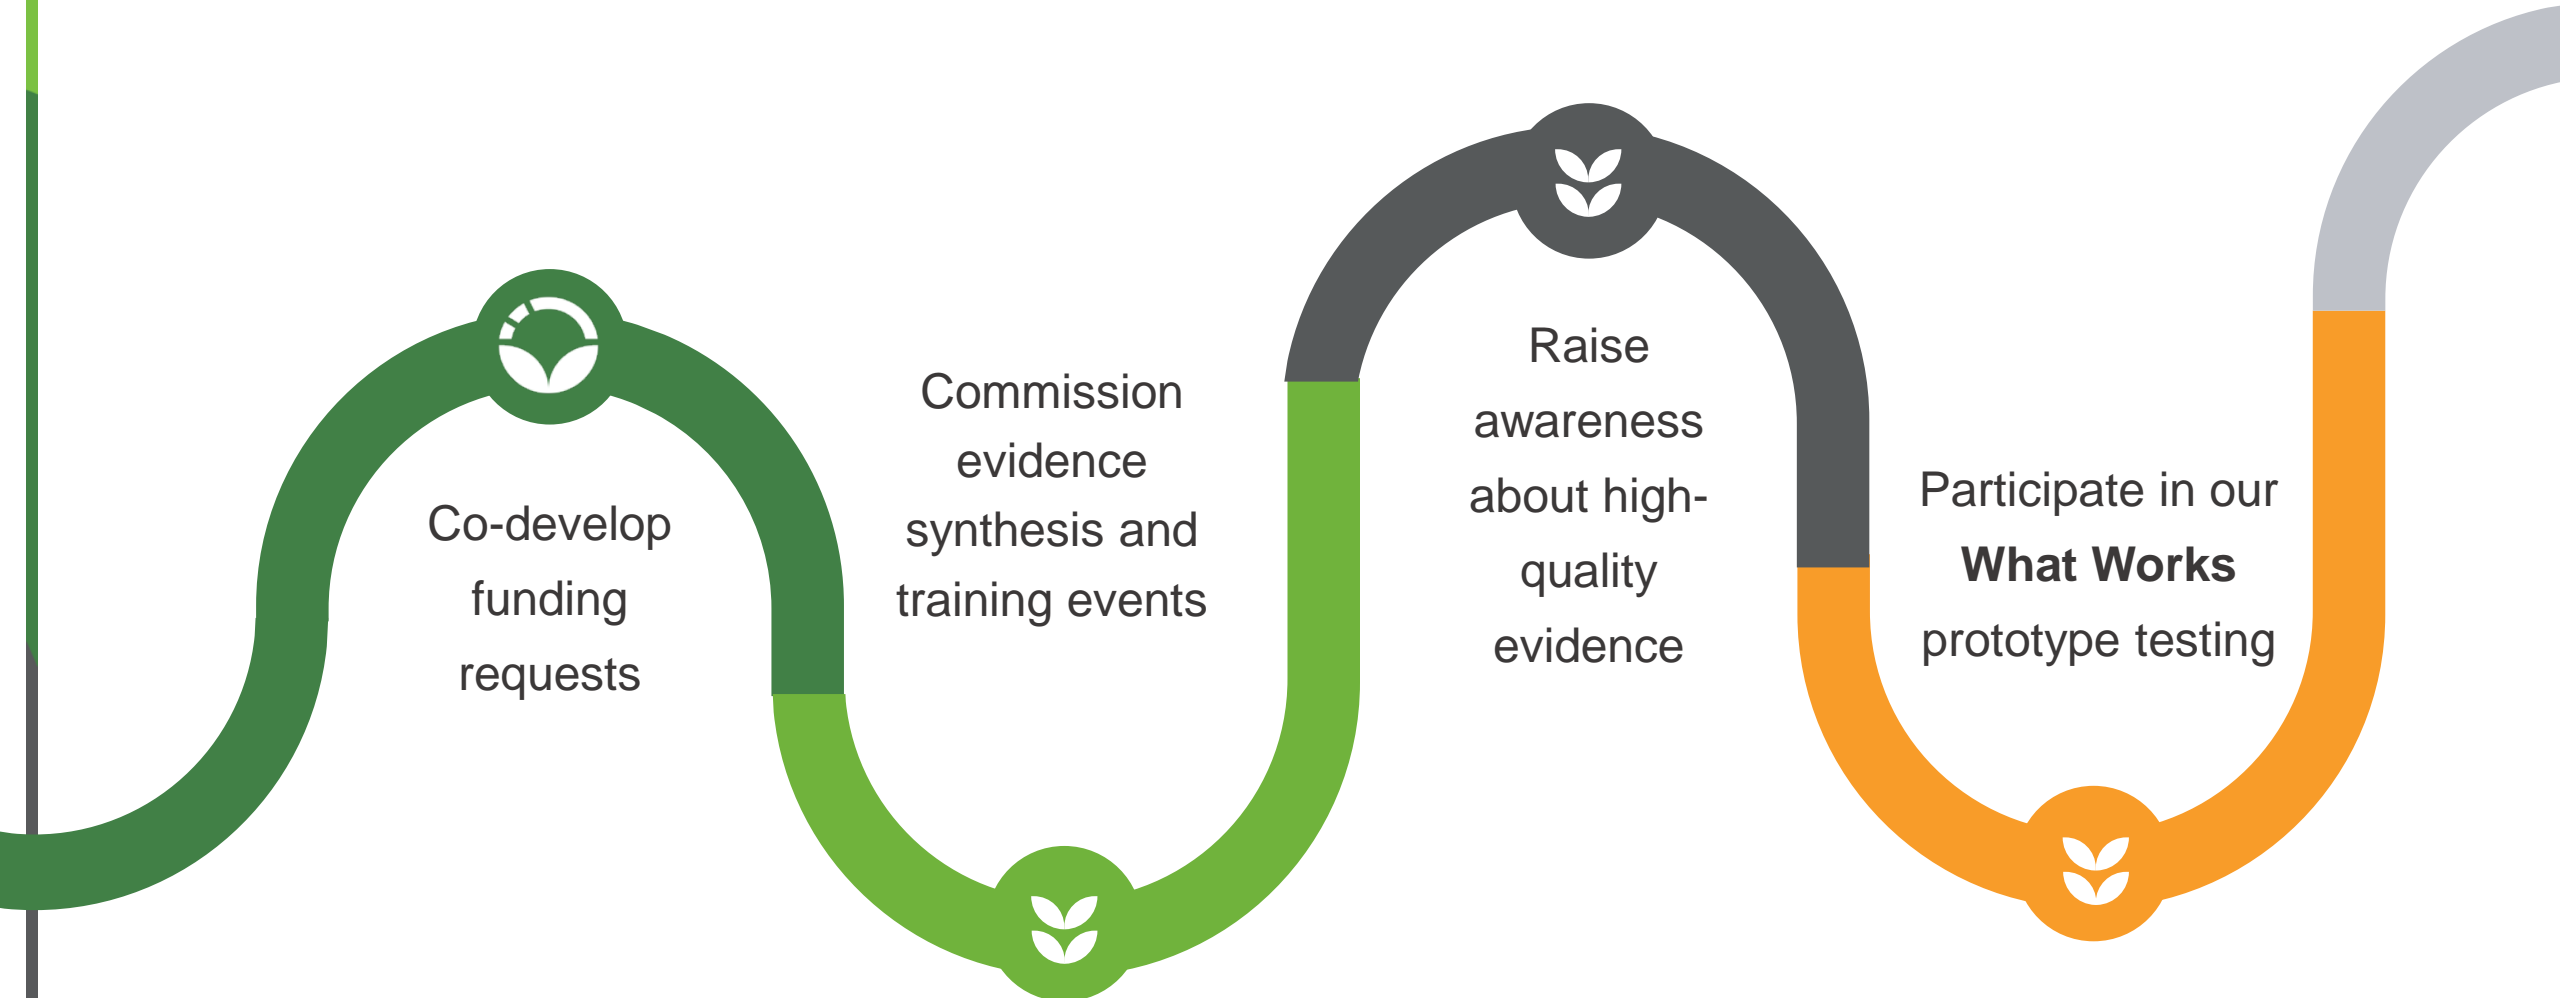 Co-develop
funding
requests
Commission
evidence
synthesis and
training events
Raise
awareness
about high-
quality
evidence
Participate in our
What Works
prototype testing